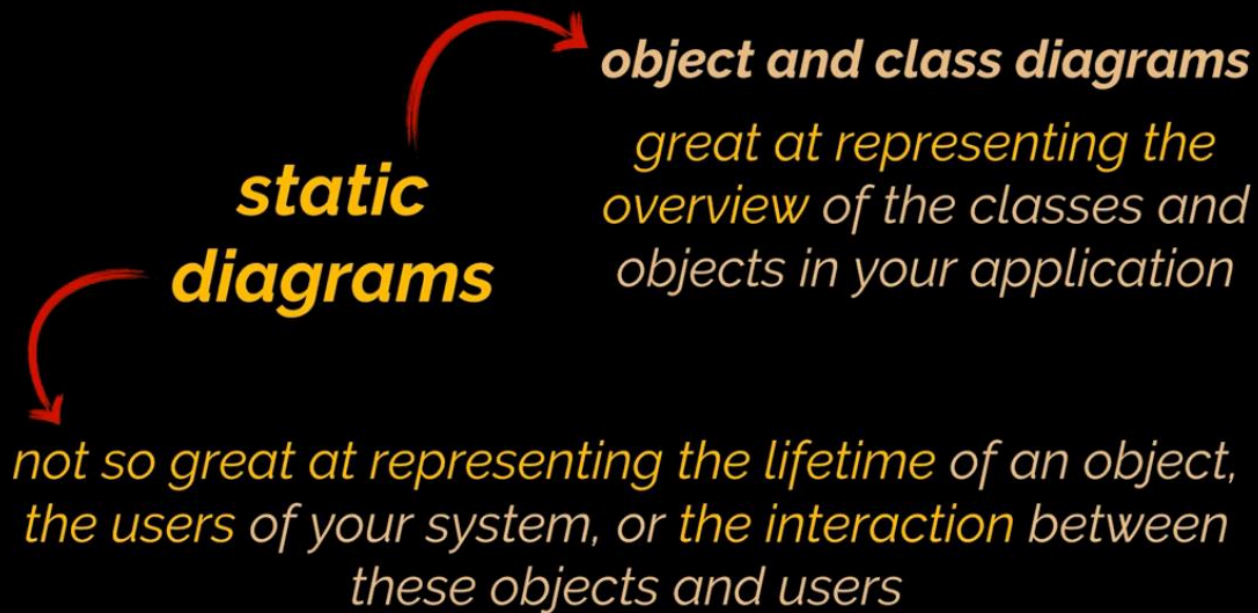 static
diagrams
object and class diagrams
great at representing the
overview of the classes and
objects in your application
not so great at representing the lifetime of an object,
the users of your system, or the interaction between
these objects and users